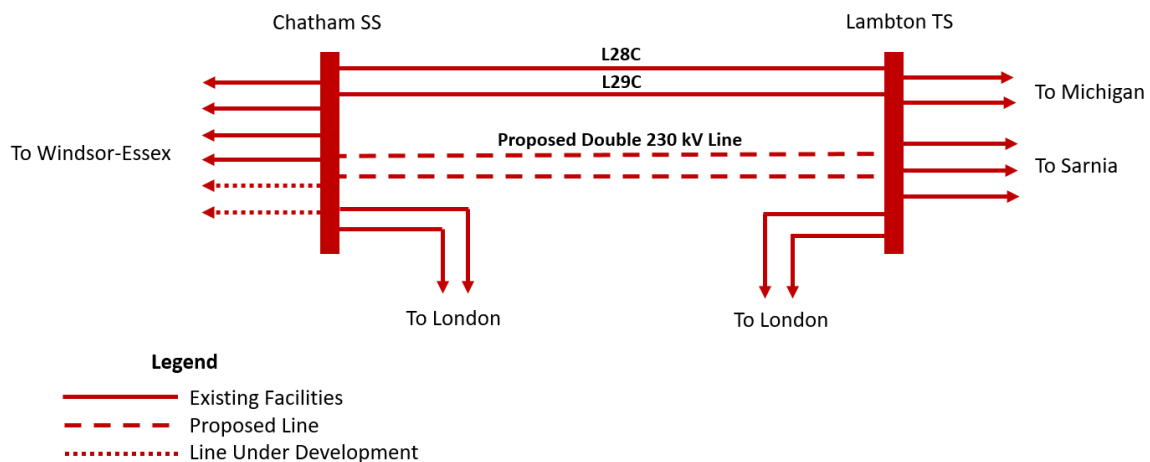 Chatham SS
Lambton TS
L28C
L29C
To Michigan
Proposed Double 230 kV Line
To Windsor-Essex
To Sarnia
To London
To London
Legend
Existing Facilities
Proposed Line
Line Under Development